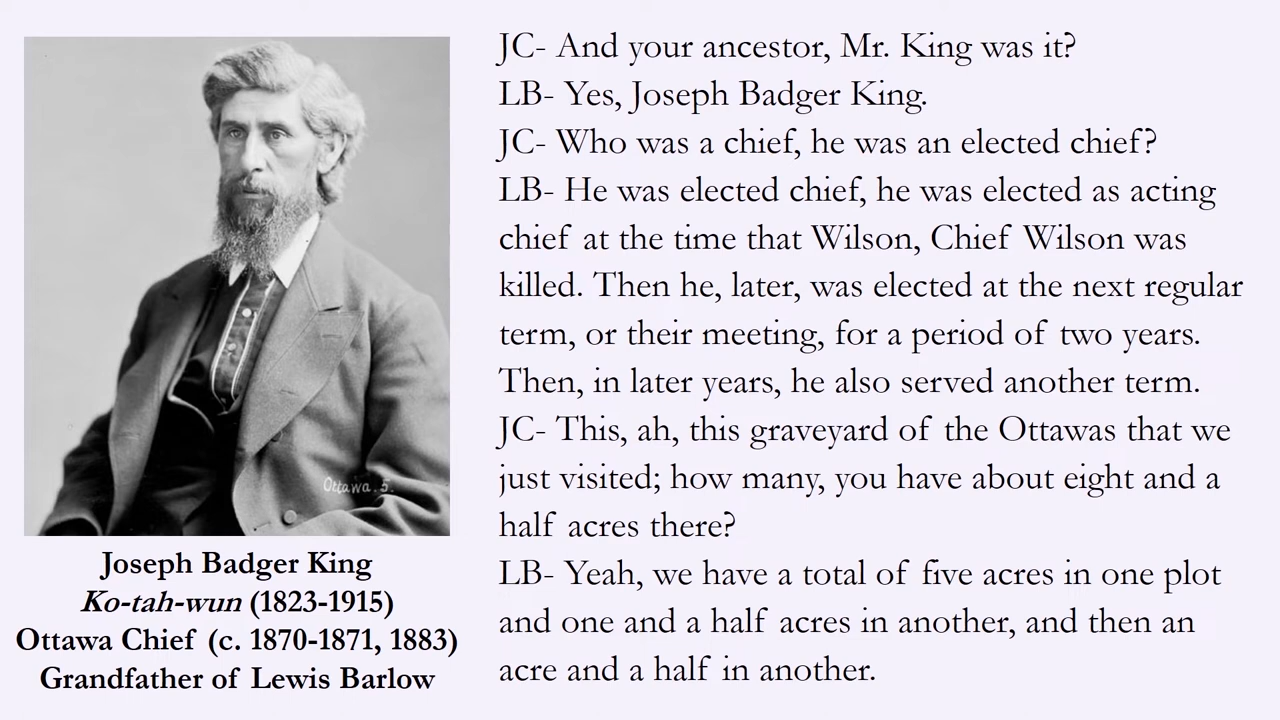 JC- And your ancestor, Mr. King was it?
LB- Yes, Joseph Badger King.
JC- Who was a chief, he was an elected chief?
LB- He was elected chief, he was elected as acting
chief at the time that Wilson, Chief Wilson was
killed. Then he, later, was elected at the next regular
term, or their meeting, for a period of two years.
Then, in later years, he also served another term.
JC- This, ah, this graveyard of the Ottawas that we
just visited; how many, you have about eight and a
half acres there?
LB- Yeah, we have a total of five acres in one plot
and one and a half acres in another, and then an
acre and a half in another.
Ottawa. 5.
Joseph Badger King
Ko-tah-wun (1823-1915)
Ottawa Chief (c. 1870-1871, 1883)
Grandfather of Lewis Barlow